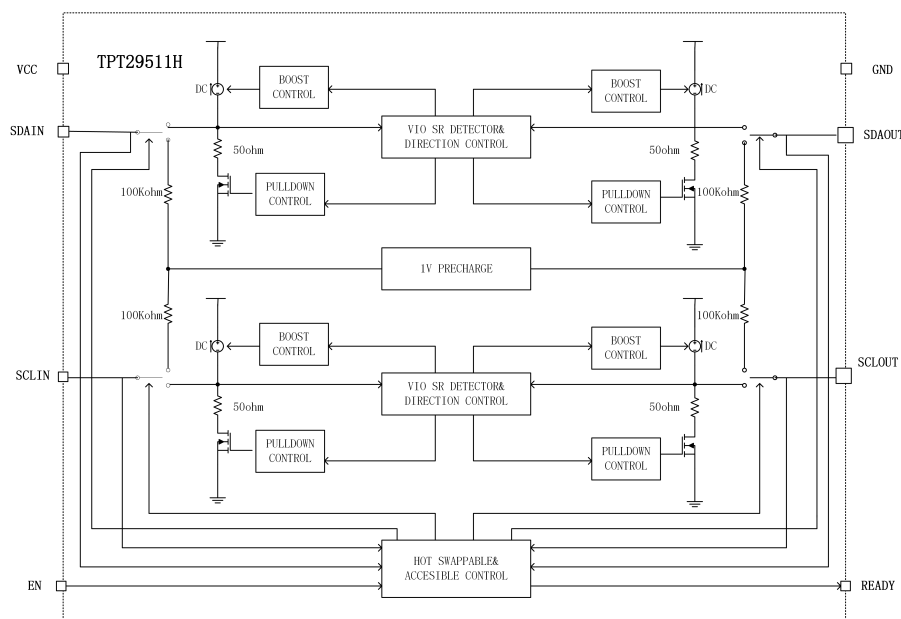 TPT29511H
VCC
GND
BOOST
CONTROL
BOOST
CONTROL
DC
DC
SDAIN
SDAOUT
VIO SR DETECTOR&
DIRECTION CONTROL
50ohm
50ohm
PULLDOWN
CONTROL
PULLDOWN
CONTROL
100Kohm
100Kohm
1V PRECHARGE
100Kohm
100Kohm
BOOST
CONTROL
BOOST
CONTROL
DC
DC
SCLIN
SCLOUT
VIO SR DETECTOR&
DIRECTION CONTROL
50ohm
50ohm
PULLDOWN
CONTROL
PULLDOWN
CONTROL
HOT SWAPPABLE&
ACCESIBLE CONTROL
EN
READY